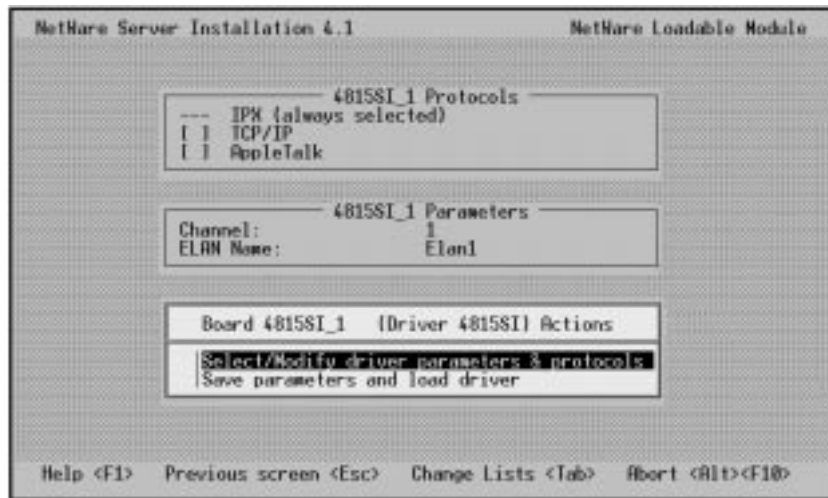 NetWare Server Installation 4.1 NetWare Loadable Module
4815SI_1 Protocols
--- IPX (always selected)
[ ] TCP/IP
[ ] AppleTalk
4815SI_1 Parameters
Channel: 1
ELAN Name: Elan1
Board 4815SI_1 (Driver 4815SI) Actions
Select/Modify driver parameters & protocols
Save parameters and load driver
Help <F1> Previous screen <Esc> Change Lists <Tab> Abort <Alt><F10>